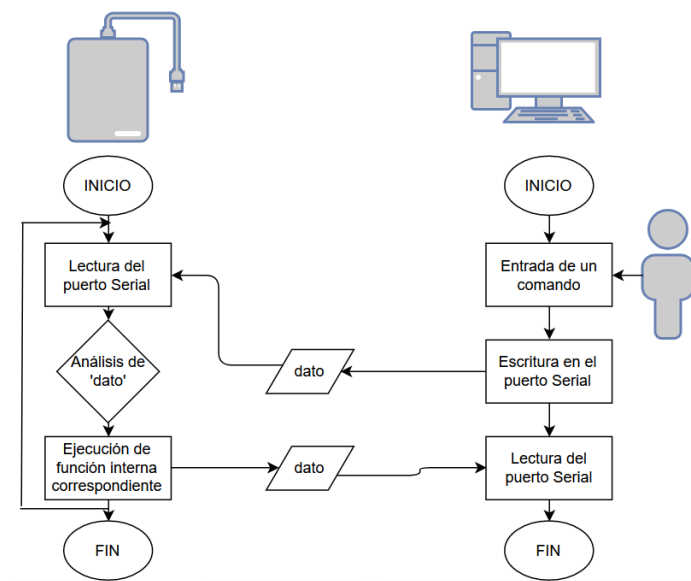 INICIO
INICIO
Lectura del
puerto Serial
Entrada de un
comando
Análisis de
'dato'
dato
Escritura en el
puerto Serial
Ejecución de
función interna
correspondiente
dato
Lectura del
puerto Serial
FIN
FIN